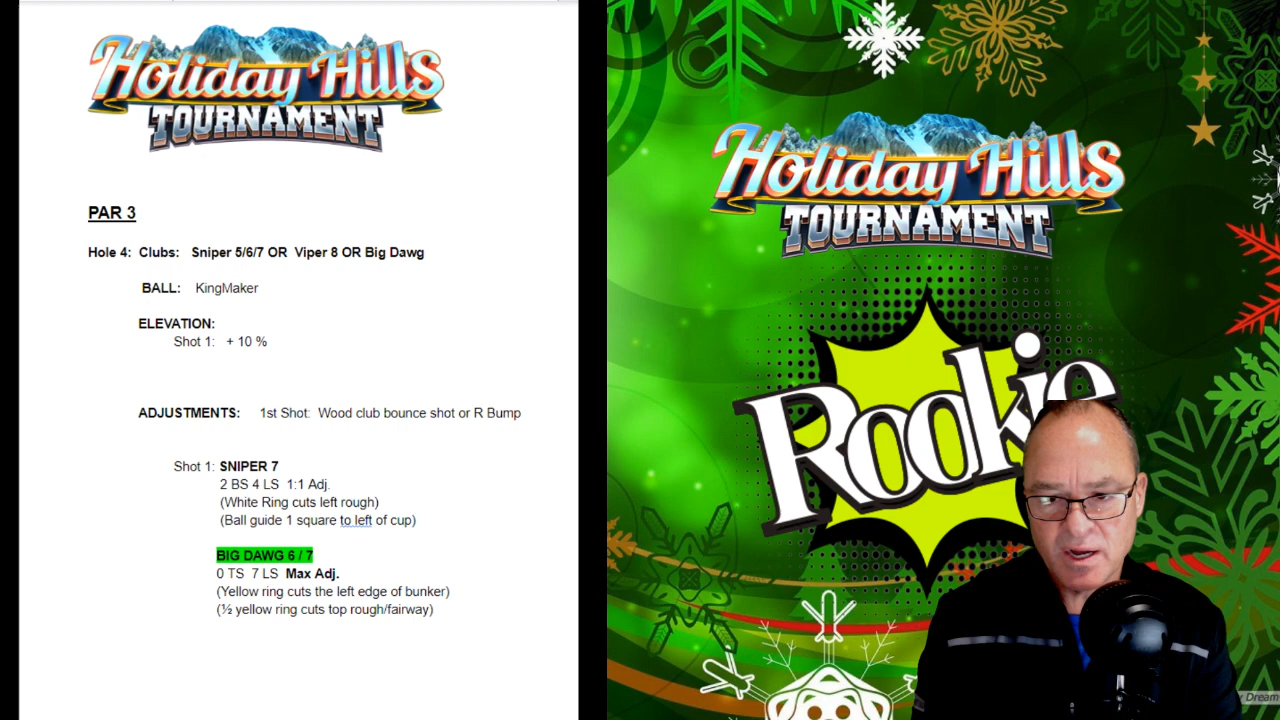 Holiday Hills
TOURNAMENT
PAR 3
Hole 4: Clubs: Sniper 5/6/7 OR Viper 8 OR Big Dawg
BALL: KingMaker
ELEVATION:
Shot 1: + 10 %
ADJUSTMENTS: 1st Shot: Wood club bounce shot or R Bump
Shot 1: SNIPER 7
2 BS 4 LS 1:1 Adj.
(White Ring cuts left rough)
(Ball guide 1 square to left of cup)
BIG DAWG 6 / 7
0 TS 7 LS Max Adj.
(Yellow ring cuts the left edge of bunker)
(½ yellow ring cuts top rough/fairway)
Holiday Hills
TOURNAMENT
Rookie
Dream